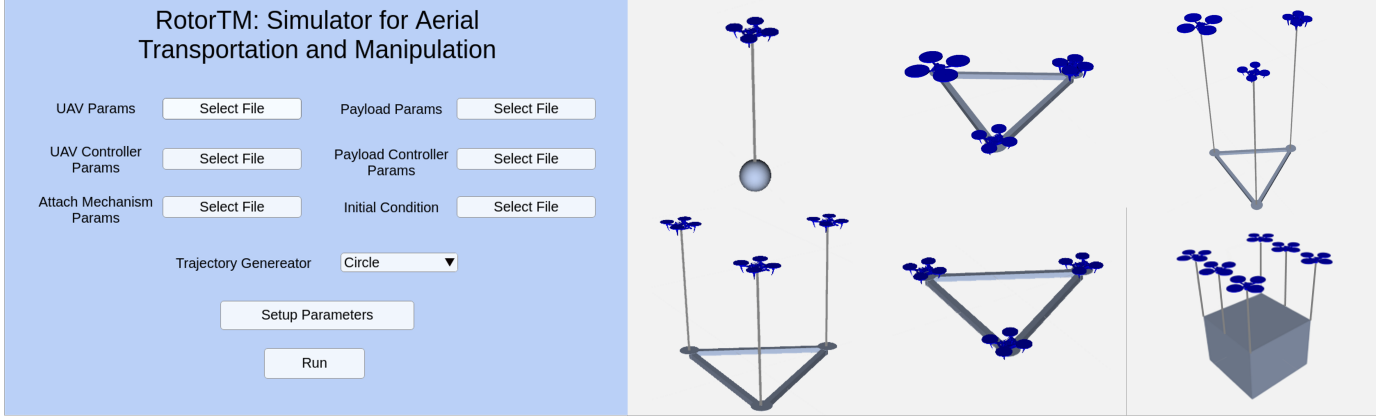 RotorTM: Simulator for Aerial
Transportation and Manipulation
UAV Params
Select File
Payload Params
Select File
UAV Controller
Params
Select File
Payload Controller
Params
Select File
Attach Mechanism
Params
Select File
Initial Condition
Select File
Trajectory Genereator
Circle
Setup Parameters
Run